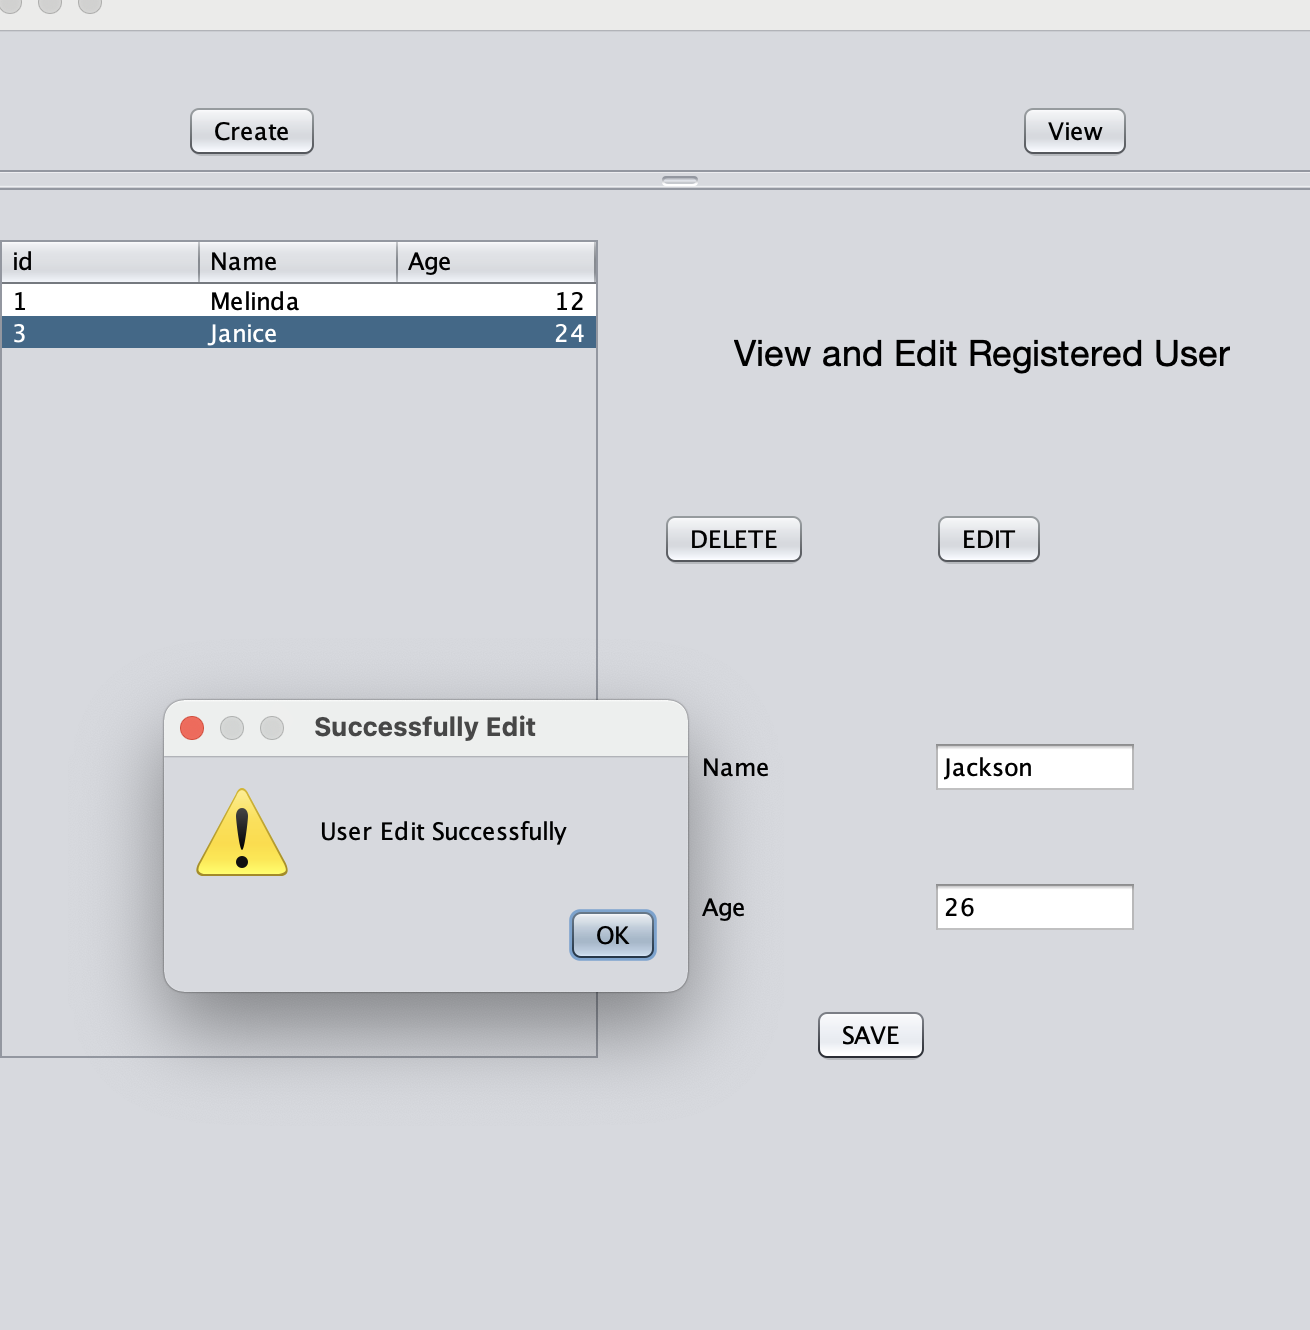 Create
View
id Name Age
1 Melinda 12
3 Janice 24
View and Edit Registered User
DELETE
EDIT
Successfully Edit
User Edit Successfully
OK
Name
Jackson
Age
26
SAVE